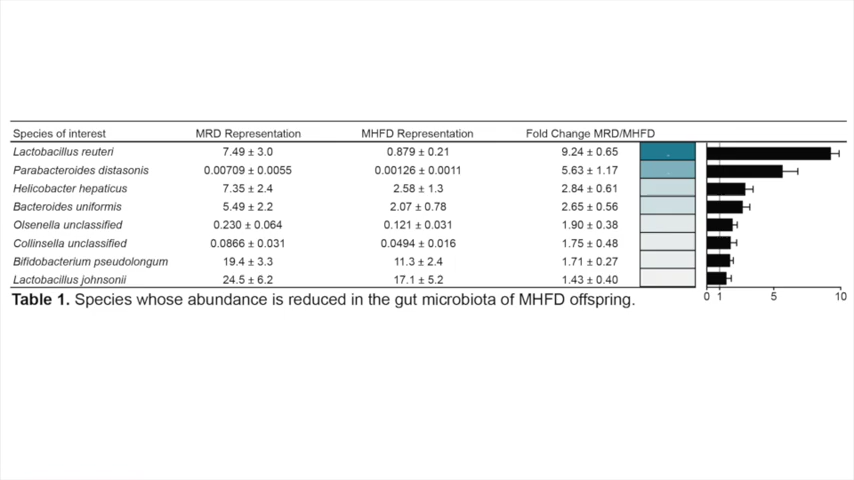 Species of interest MRD Representation MHFD Representation Fold Change MRD/MHFD
Lactobacillus reuteri 7.49 ± 3.0 0.879 ± 0.21 9.24 ± 0.65
Parabacteroides distasonis 0.00709 ± 0.0055 0.00126 ± 0.0011 5.63 ± 1.17
Helicobacter hepaticus 7.35 ± 2.4 2.58 ± 1.3 2.84 ± 0.61
Bacteroides uniformis 5.49 ± 2.2 2.07 ± 0.78 2.65 ± 0.56
Olsenella unclassified 0.230 ± 0.064 0.121 ± 0.031 1.90 ± 0.38
Collinsella unclassified 0.0866 ± 0.031 0.0494 ± 0.016 1.75 ± 0.48
Bifidobacterium pseudolongum 19.4 ± 3.3 11.3 ± 2.4 1.71 ± 0.27
Lactobacillus johnsonii 24.5 ± 6.2 17.1 ± 5.2 1.43 ± 0.40
0 1 5 10
Table 1. Species whose abundance is reduced in the gut microbiota of MHFD offspring.